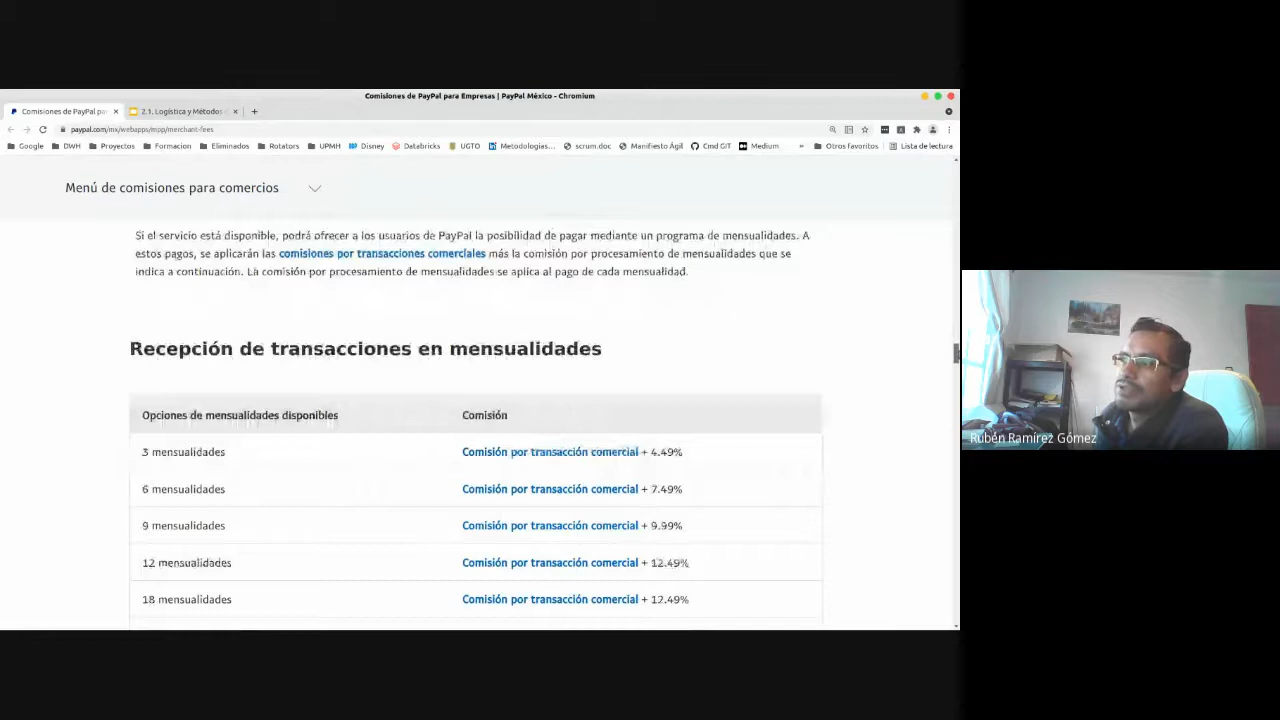 Comisiones de PayPal para Empresas | PayPal México - Chromium
Comisiones de PayPal pa
2.1. Logística y Métodos
paypal.com/mx/webapps/mpp/merchant-fees
Google DWH Proyectos Formacion Eliminados Rotators UPMH Disney Databricks UGTO Metodologias... scrum.doc Manifiesto Ágil Cmd GIT Medium » Otros favoritos Lista de lectura
Menú de comisiones para comercios
Si el servicio está disponible, podrá ofrecer a los usuarios de PayPal la posibilidad de pagar mediante un programa de mensualidades. A
estos pagos, se aplicarán las comisiones por transacciones comerciales más la comisión por procesamiento de mensualidades que se
indica a continuación. La comisión por procesamiento de mensualidades se aplica al pago de cada mensualidad.
Recepción de transacciones en mensualidades
Opciones de mensualidades disponibles Comisión
3 mensualidades Comisión por transacción comercial + 4.49%
6 mensualidades Comisión por transacción comercial + 7.49%
9 mensualidades Comisión por transacción comercial + 9.99%
12 mensualidades Comisión por transacción comercial + 12.49%
18 mensualidades Comisión por transacción comercial + 12.49%
Rubén Ramírez Gómez